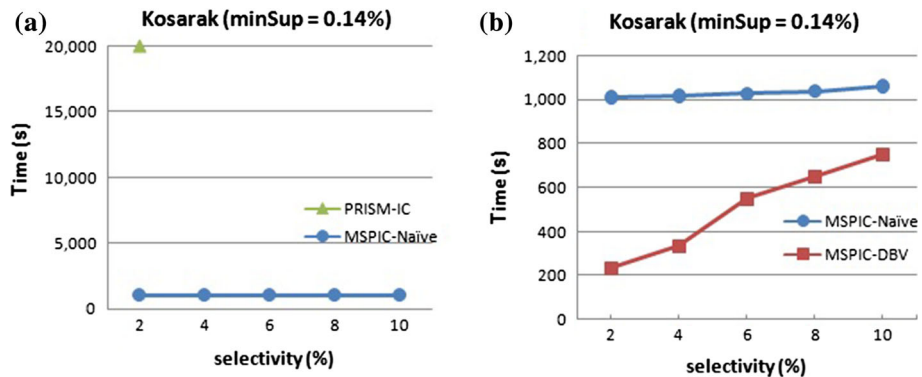 (a)
Kosarak (minSup = 0.14%)
20,000
15,000
10,000
5,000
0
Time (s)
PRISM-IC
MSPIC-Naïve
2 4 6 8 10
selectivity (%)
(b)
Kosarak (minSup = 0.14%)
1,200
1,000
800
600
400
200
0
Time (s)
MSPIC-Naïve
MSPIC-DBV
2 4 6 8 10
selectivity (%)